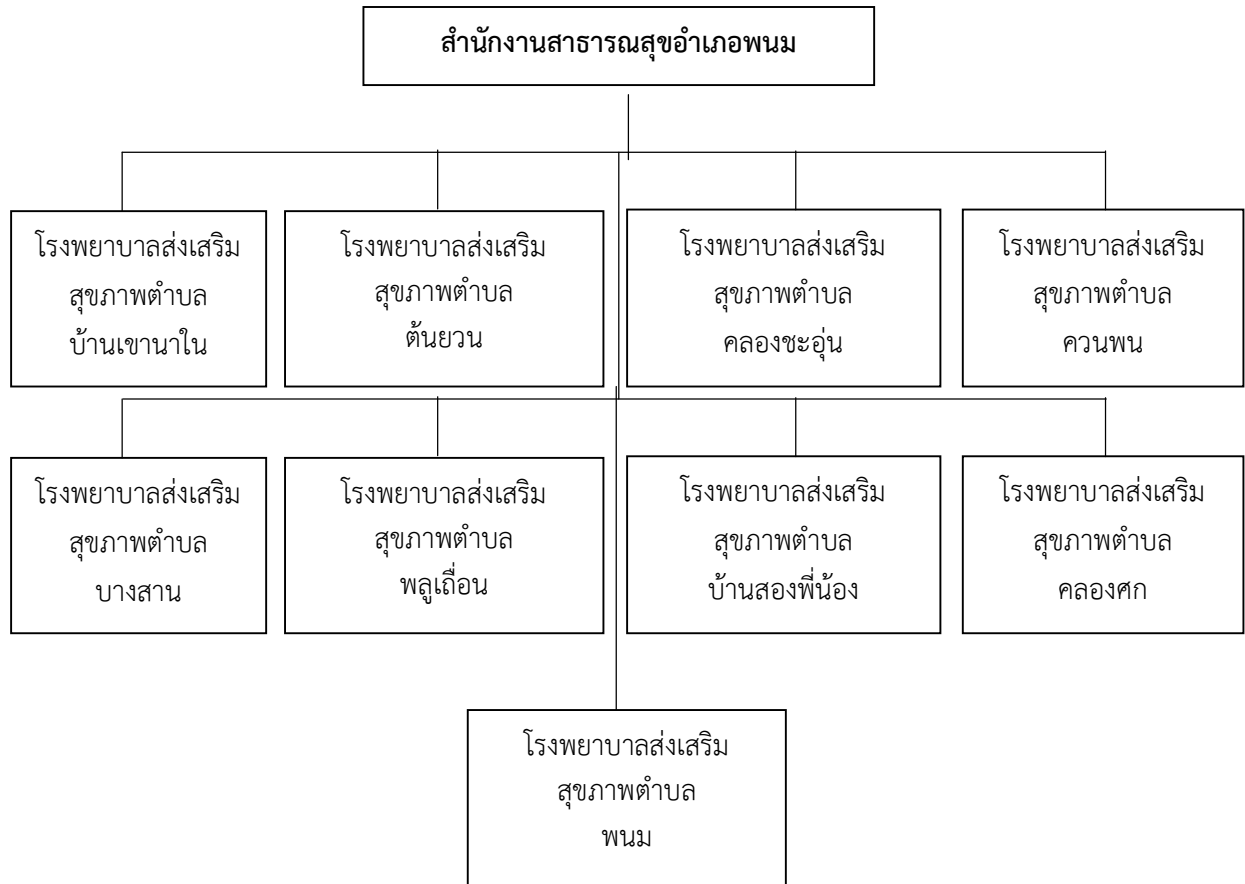 สำนักงานสาธารณสุขอำเภอพนม
โรงพยาบาลส่งเสริม
สุขภาพตำบล
บ้านเขานาใน
โรงพยาบาลส่งเสริม
สุขภาพตำบล
ต้นยวน
โรงพยาบาลส่งเสริม
สุขภาพตำบล
คลองชะอุ่น
โรงพยาบาลส่งเสริม
สุขภาพตำบล
ควนพน
โรงพยาบาลส่งเสริม
สุขภาพตำบล
บางสาน
โรงพยาบาลส่งเสริม
สุขภาพตำบล
พลูเถื่อน
โรงพยาบาลส่งเสริม
สุขภาพตำบล
บ้านสองพี่น้อง
โรงพยาบาลส่งเสริม
สุขภาพตำบล
คลองศก
โรงพยาบาลส่งเสริม
สุขภาพตำบล
พนม